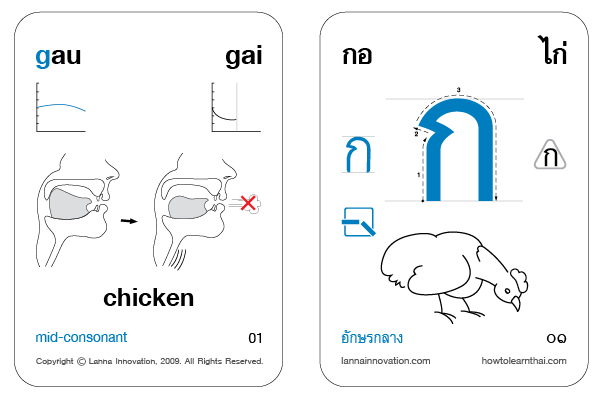 gau gai
chicken
mid-consonant 01
Copyright © Lanna Innovation, 2009. All Rights Reserved.
กอ ไก่
3
2
ก
1
ก
ก
อักษรกลาง ๐๑
lannainnovation.com howtolearnthai.com